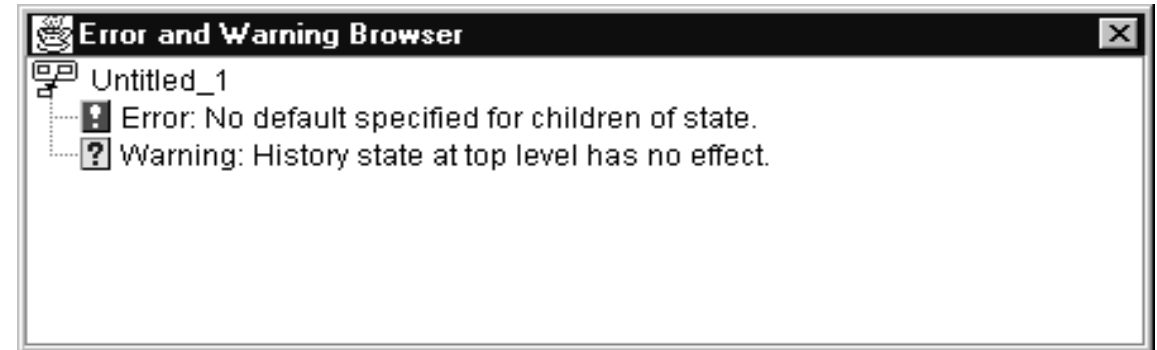 Error and Warning Browser
Untitled_1
Error: No default specified for children of state.
Warning: History state at top level has no effect.